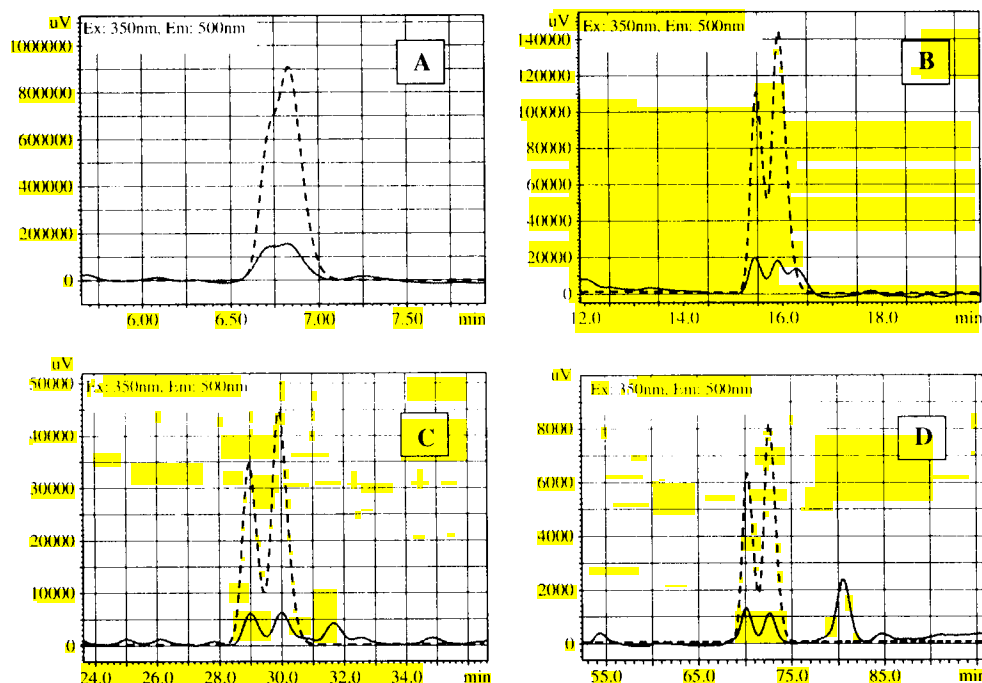 uV
Ex: 350nm, Em: 500nm
A
1000000
800000
600000
400000
200000
0
6.00 6.50 7.00 7.50 min
uV
Ex: 350nm, Em: 500nm
B
140000
120000
100000
80000
60000
40000
20000
0
12.0 14.0 16.0 18.0 min
uV
Ex: 350nm, Em: 500nm
C
50000
40000
30000
20000
10000
0
24.0 26.0 28.0 30.0 32.0 34.0 min
uV
Ex: 350nm, Em: 500nm
D
8000
6000
4000
2000
0
55.0 65.0 75.0 85.0 min